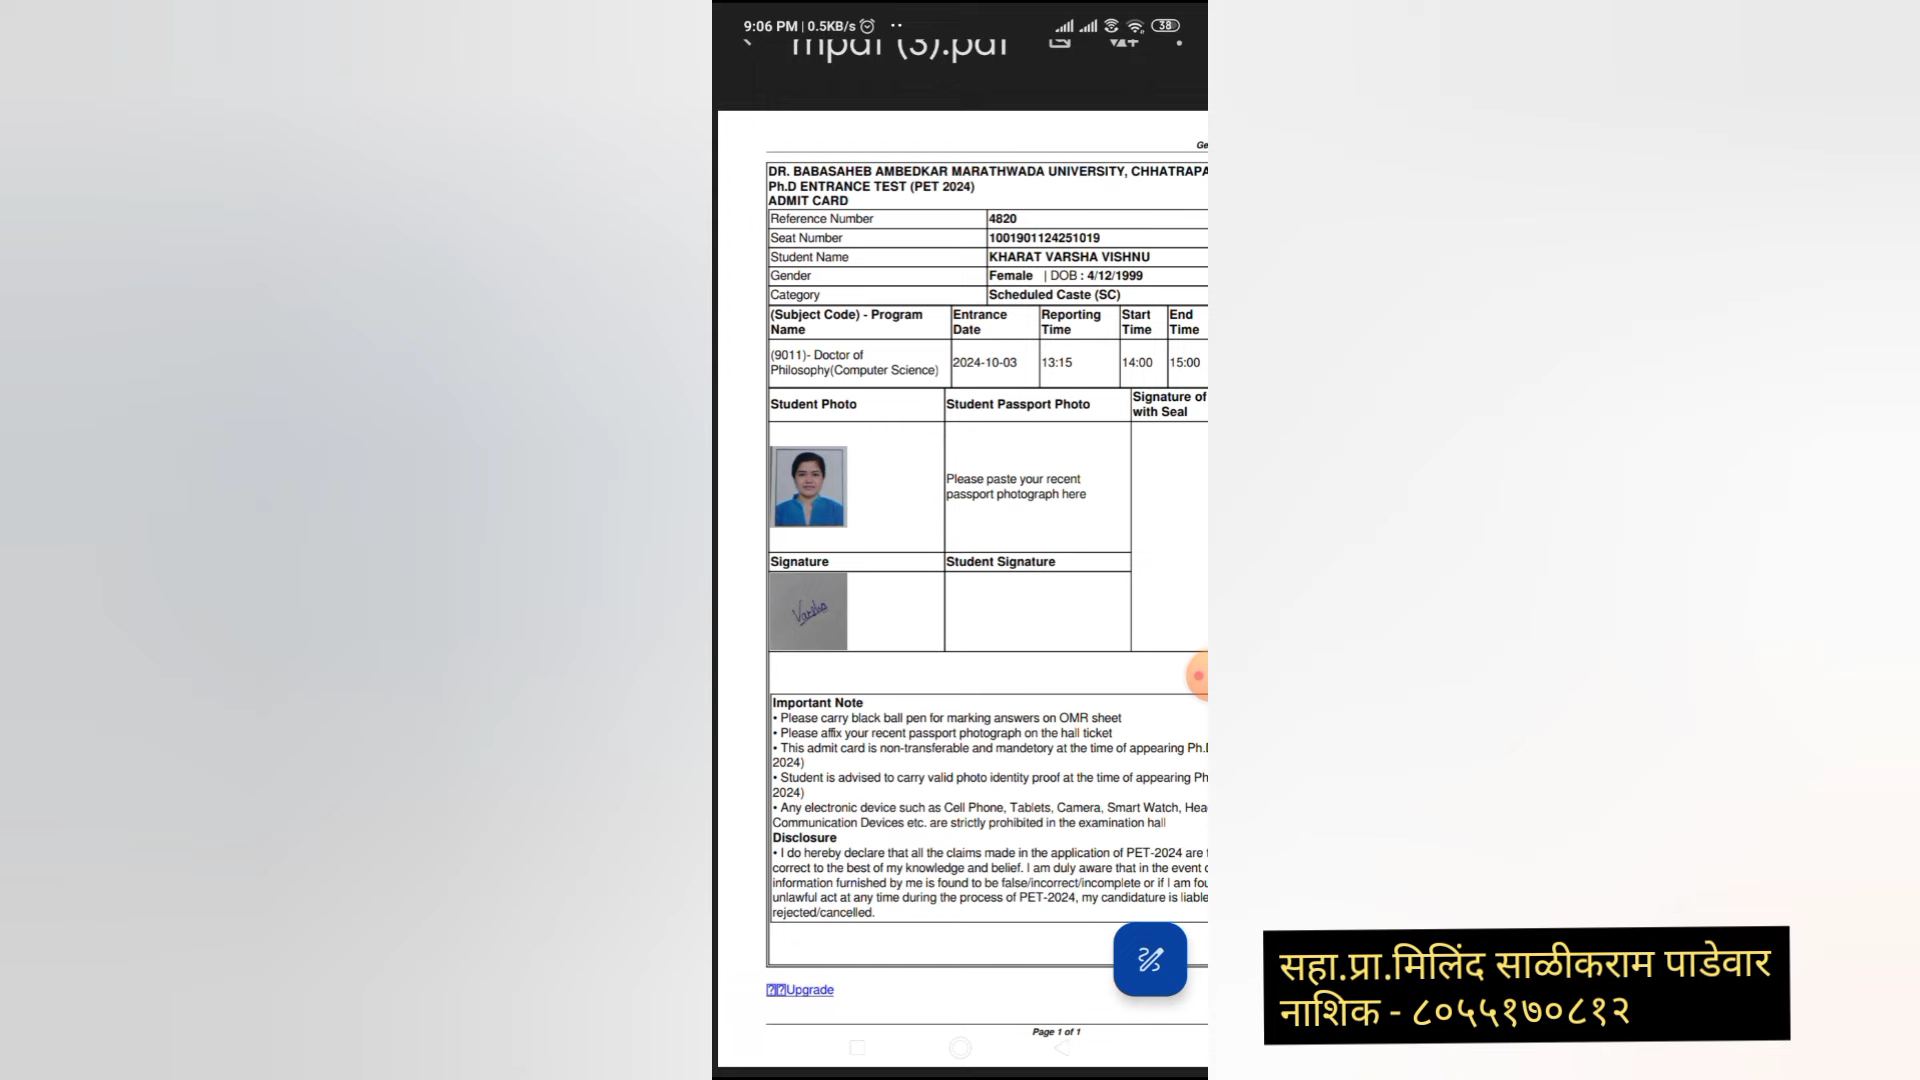 9:06 PM | 0.5KB/s
38
mpdf (3).pdf
DR. BABASAHEB AMBEDKAR MARATHWADA UNIVERSITY, CHHATRAPA
Ph.D ENTRANCE TEST (PET 2024)
ADMIT CARD
Reference Number 4820
Seat Number 1001901124251019
Student Name KHARAT VARSHA VISHNU
Gender Female | DOB : 4/12/1999
Category Scheduled Caste (SC)
(Subject Code) - Program Name Entrance Date Reporting Time Start Time End Time
(9011)- Doctor of
Philosophy(Computer Science) 2024-10-03 13:15 14:00 15:00
Student Photo Student Passport Photo Signature of
with Seal
Please paste your recent
passport photograph here
Signature Student Signature
Varsha
Important Note
• Please carry black ball pen for marking answers on OMR sheet
• Please affix your recent passport photograph on the hall ticket
• This admit card is non-transferable and mandetory at the time of appearing Ph.
2024)
• Student is advised to carry valid photo identity proof at the time of appearing Ph
2024)
• Any electronic device such as Cell Phone, Tablets, Camera, Smart Watch, Hea
Communication Devices etc. are strictly prohibited in the examination hall
Disclosure
• I do hereby declare that all the claims made in the application of PET-2024 are
correct to the best of my knowledge and belief. I am duly aware that in the event
information furnished by me is found to be false/incorrect/incomplete or if I am fou
unlawful act at any time during the process of PET-2024, my candidature is liable
rejected/cancelled.
Upgrade
Page 1 of 1
सहा.प्रा.मिलिंद साळीकराम पाडेवार
नाशिक - ८०५५१७०८१२